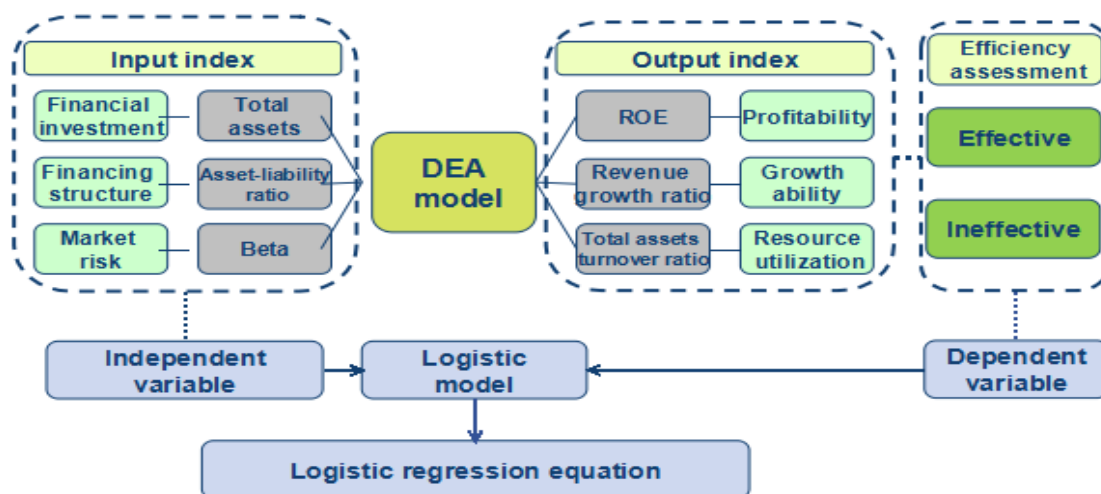 Input index
Financial
investment
Total
assets
Financing
structure
Asset-liability
ratio
Market
risk
Beta
DEA
model
Output index
ROE
Profitability
Revenue
growth ratio
Growth
ability
Total assets
turnover ratio
Resource
utilization
Efficiency
assessment
Effective
Ineffective
Independent
variable
Logistic
model
Dependent
variable
Logistic regression equation